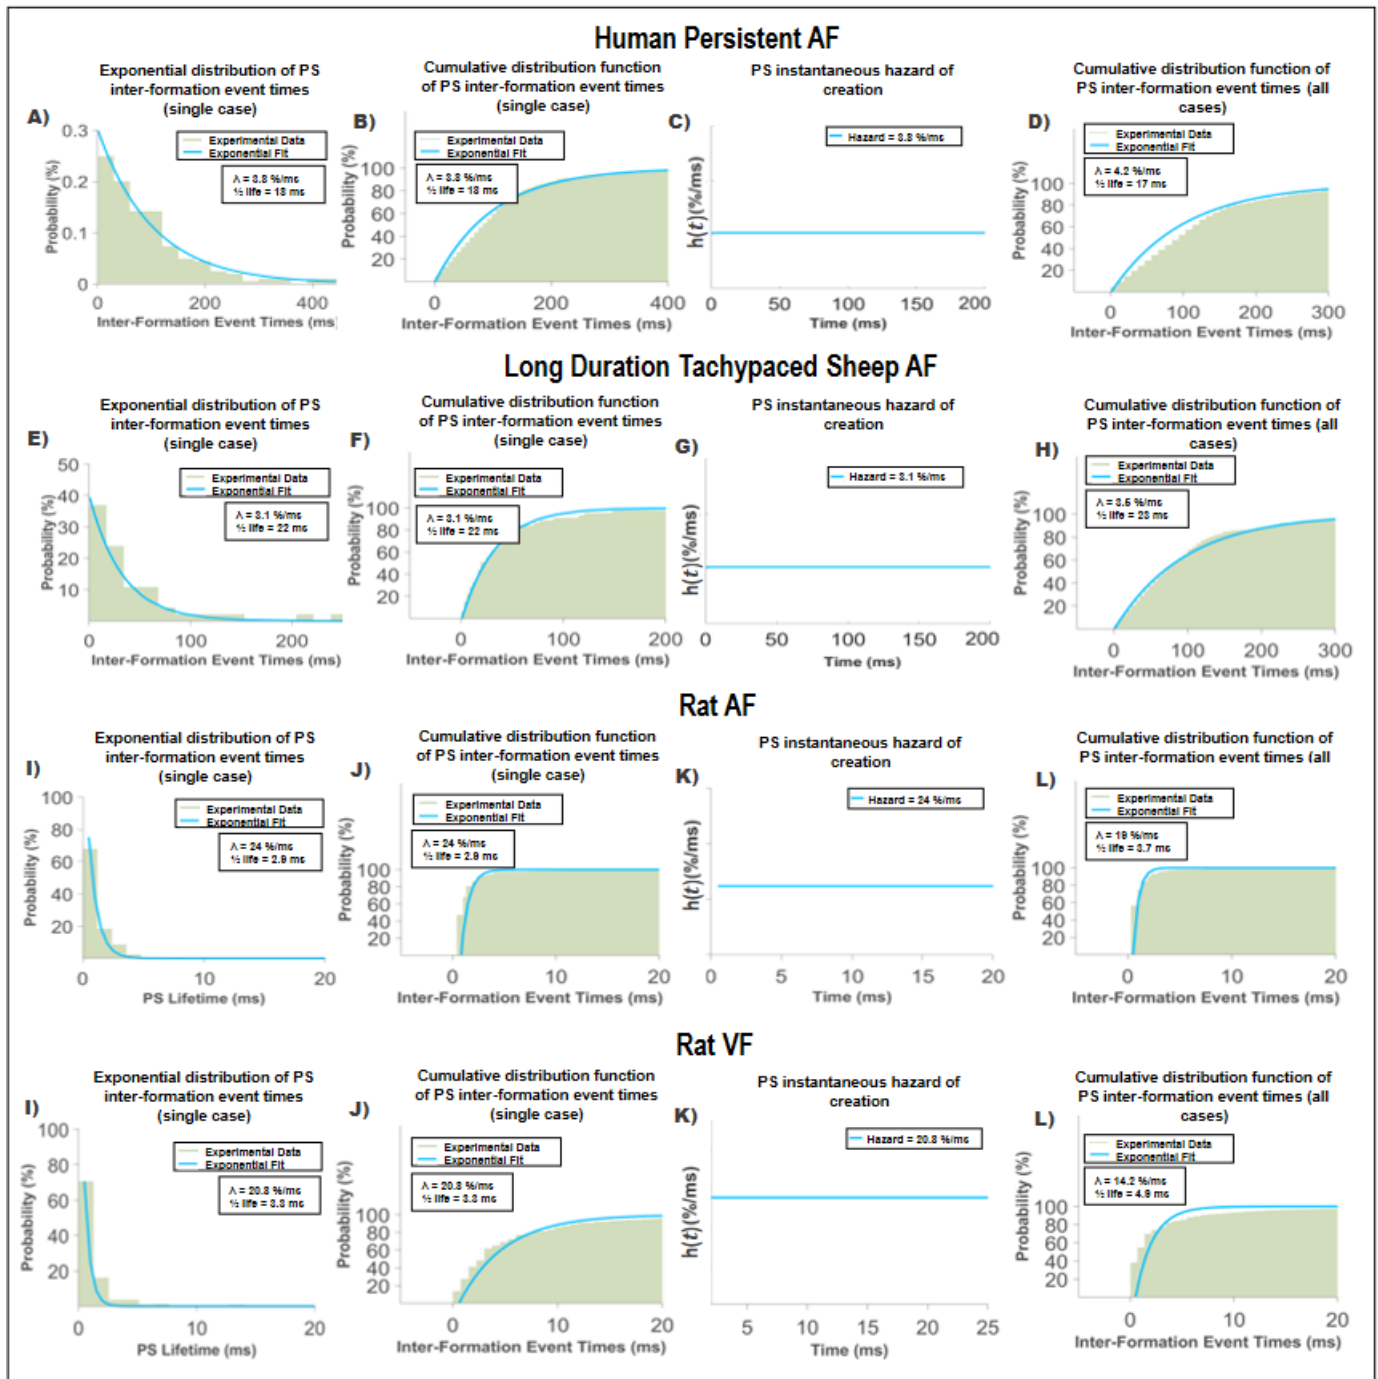 Human Persistent AF
Exponential distribution of PS
inter-formation event times
(single case)
A)
0.3
0.2
0.1
0
Probability (%)
Experimental Data
Exponential Fit
λ = 3.8 %/ms
½ life = 18 ms
0 200 400
Inter-Formation Event Times (ms)
Cumulative distribution function
of PS inter-formation event times
(single case)
B)
100
80
60
40
20
Probability (%)
Experimental Data
Exponential Fit
λ = 3.8 %/ms
½ life = 18 ms
0 200 400
Inter-Formation Event Times (ms)
PS instantaneous hazard of
creation
C)
h(t)(%/ms)
Hazard = 3.8 %/ms
0 50 100 150 200
Time (ms)
Cumulative distribution function of
PS inter-formation event times (all
cases)
D)
100
80
60
40
20
Probability (%)
Experimental Data
Exponential Fit
λ = 4.2 %/ms
½ life = 17 ms
0 100 200 300
Inter-Formation Event Times (ms)
Long Duration Tachypaced Sheep AF
Exponential distribution of PS
inter-formation event times
(single case)
E)
50
40
30
20
10
Probability (%)
Experimental Data
Exponential Fit
λ = 3.1 %/ms
½ life = 22 ms
0 100 200
Inter-Formation Event Times (ms)
Cumulative distribution function
of PS inter-formation event times
(single case)
F)
100
80
60
40
20
Probability (%)
Experimental Data
Exponential Fit
λ = 3.1 %/ms
½ life = 22 ms
0 100 200
Inter-Formation Event Times (ms)
PS instantaneous hazard of
creation
G)
h(t)(%/ms)
Hazard = 3.1 %/ms
0 50 100 150 200
Time (ms)
Cumulative distribution function of
PS inter-formation event times (all
cases)
H)
100
80
60
40
20
Probability (%)
Experimental Data
Exponential Fit
λ = 3.5 %/ms
½ life = 23 ms
0 100 200 300
Inter-Formation Event Times (ms)
Rat AF
Exponential distribution of PS
inter-formation event times
(single case)
I)
100
80
60
40
20
Probability (%)
Experimental Data
Exponential Fit
λ = 24 %/ms
½ life = 2.9 ms
0 10 20
PS Lifetime (ms)
Cumulative distribution function
of PS inter-formation event times
(single case)
J)
100
80
60
40
20
Probability (%)
Experimental Data
Exponential Fit
λ = 24 %/ms
½ life = 2.9 ms
0 10 20
Inter-Formation Event Times (ms)
PS instantaneous hazard of
creation
K)
h(t)(%/ms)
Hazard = 24 %/ms
0 5 10 15 20
Time (ms)
Cumulative distribution function of
PS inter-formation event times (all
L)
100
80
60
40
20
Probability (%)
Experimental Data
Exponential Fit
λ = 19 %/ms
½ life = 3.7 ms
0 10 20
Inter-Formation Event Times (ms)
Rat VF
Exponential distribution of PS
inter-formation event times
(single case)
I)
100
80
60
40
20
Probability (%)
Experimental Data
Exponential Fit
λ = 20.8 %/ms
½ life = 3.3 ms
0 10 20
PS Lifetime (ms)
Cumulative distribution function
of PS inter-formation event times
(single case)
J)
100
80
60
40
20
Probability (%)
Experimental Data
Exponential Fit
λ = 20.8 %/ms
½ life = 3.3 ms
0 10 20
Inter-Formation Event Times (ms)
PS instantaneous hazard of
creation
K)
h(t)(%/ms)
Hazard = 20.8 %/ms
5 10 15 20 25
Time (ms)
Cumulative distribution function of
PS inter-formation event times (all
cases)
L)
100
80
60
40
20
Probability (%)
Experimental Data
Exponential Fit
λ = 14.2 %/ms
½ life = 4.9 ms
0 10 20
Inter-Formation Event Times (ms)